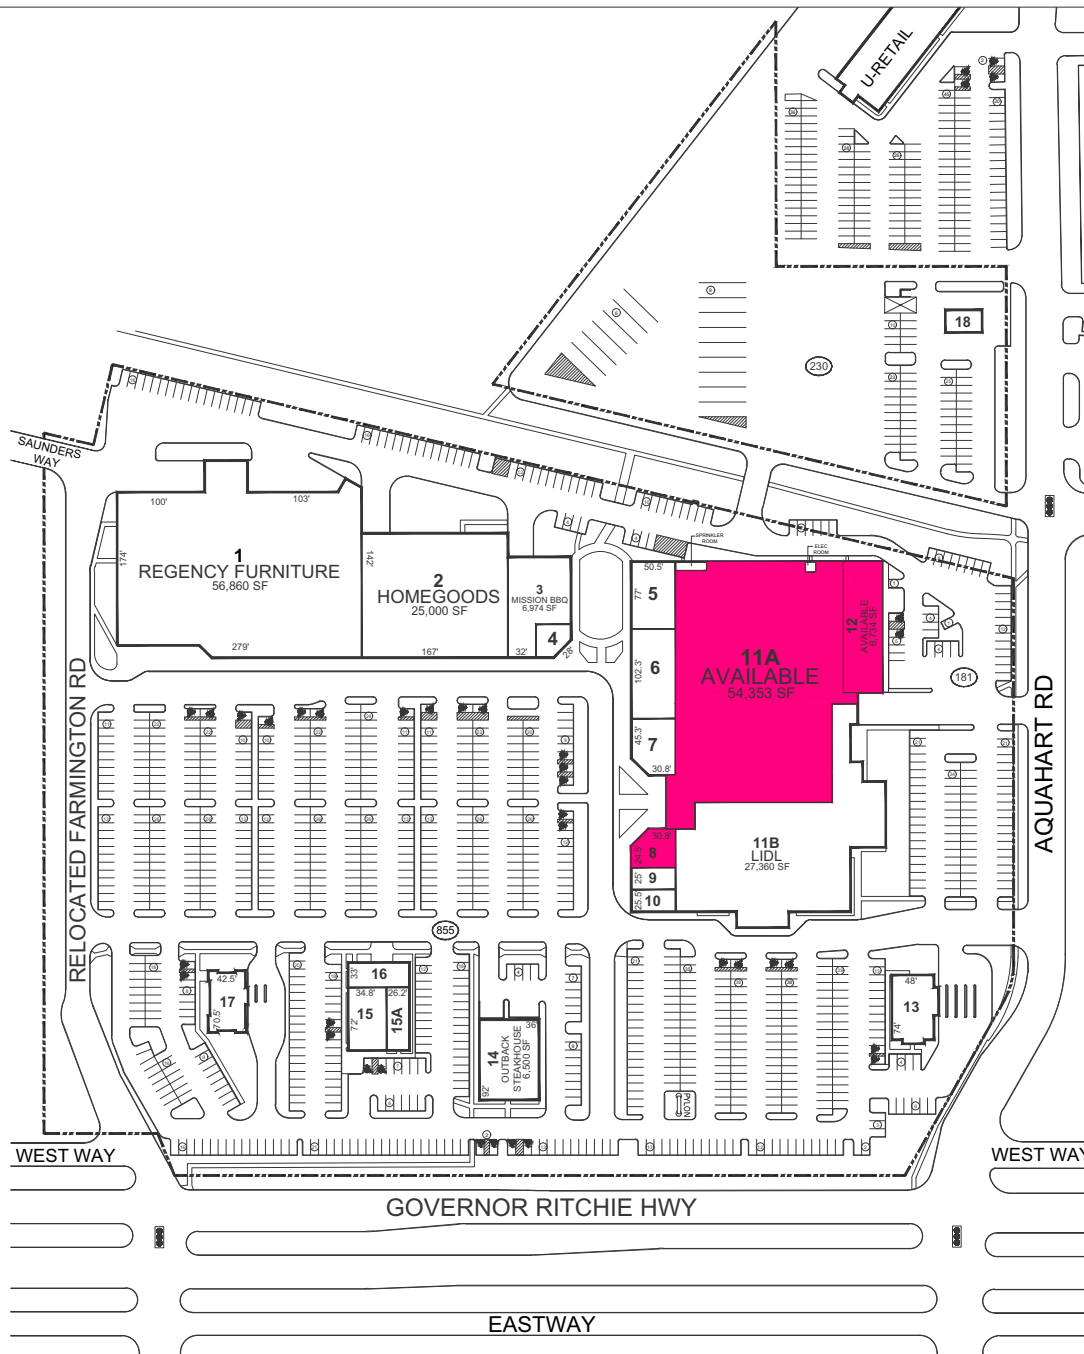 U-RETAIL
18
230
SAUNDERS
WAY
100'
103'
174'
1
REGENCY FURNITURE
56,860 SF
279'
142'
2
HOMEGOODS
25,000 SF
167'
3
MISSION BBQ
6,974 SF
32'
4
28'
SPRINKLER
ROOM
ELEC
ROOM
50.5'
77'
5
102.3'
6
45.3'
7
30.8'
11A
AVAILABLE
54,353 SF
12
AVAILABLE
6,734 SF
181
30.9'
24.5'
8
25'
9
25.5'
10
11B
LIDL
27,360 SF
RELOCATED FARMINGTON RD
AQUAHART RD
855
42.5'
17
70.5'
33'
16
34.8'
26.2'
72'
15
15A
36'
14
OUTBACK
STEAKHOUSE
6,500 SF
92'
PYLON
48'
13
74'
WEST WAY
WEST WAY
GOVERNOR RITCHIE HWY
EASTWAY